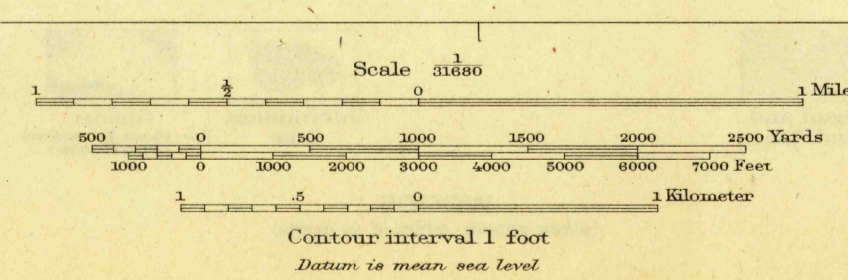 Scale 1/31680
1 ½ 0 1 Mile
500 0 500 1000 1500 2000 2500 Yards
1000 0 1000 2000 3000 4000 5000 6000 7000 Feet
1 .5 0 1 Kilometer
Contour interval 1 foot
Datum is mean sea level